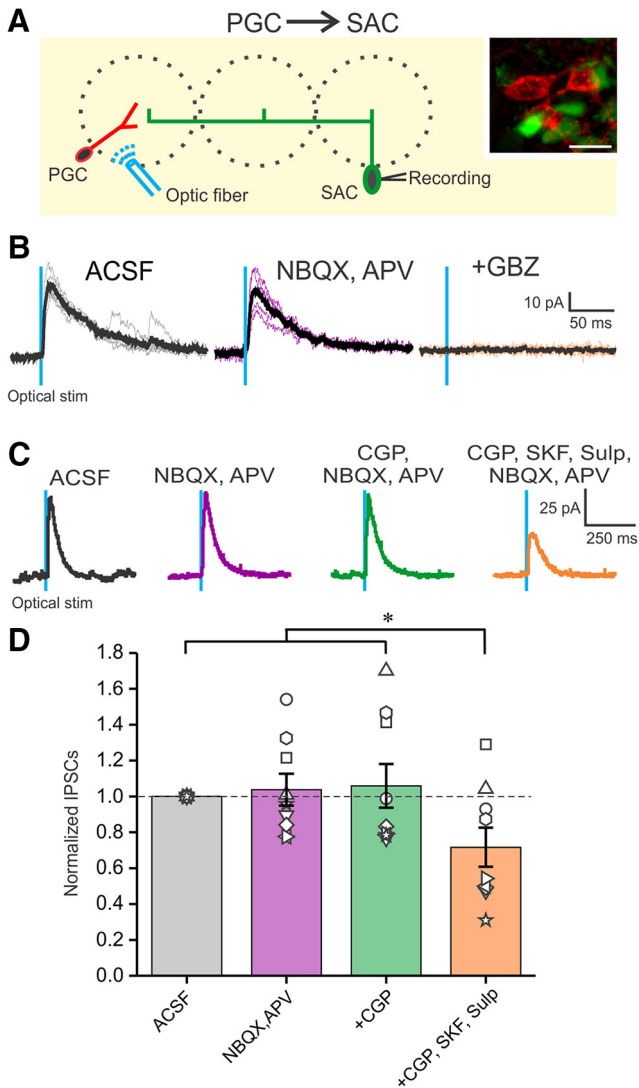 A
PGC → SAC
PGC
Optic fiber
SAC
Recording
B
ACSF
NBQX, APV
+GBZ
10 pA
50 ms
Optical stim
C
ACSF
NBQX, APV
CGP,
NBQX, APV
CGP, SKF, Sulp,
NBQX, APV
25 pA
250 ms
Optical stim
D
*
Normalized IPSCs
1.8
1.6
1.4
1.2
1.0
0.8
0.6
0.4
0.2
0.0
ACSF
NBQX,APV
+CGP
+CGP, SKF, Sulp